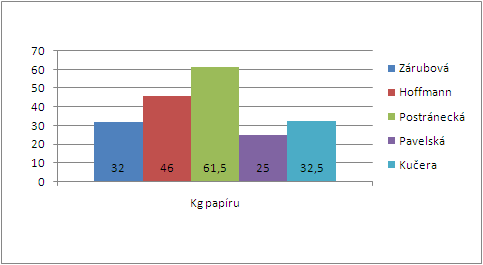 70
60
50
40
30
20
10
0
32 46 61,5 25 32,5
Kg papíru
Zárubová
Hoffmann
Postránecká
Pavelská
Kučera